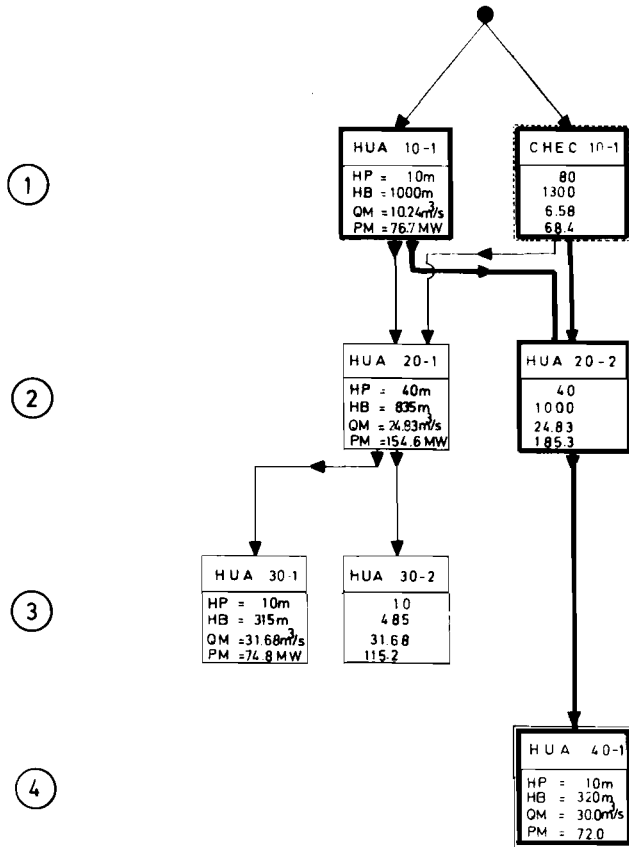 1
HUA 10-1
HP = 10m
HB = 1000m
QM = 10.24m³/s
PM = 76.7 MW
CHEC 10-1
80
1300
6.58
68.4
2
HUA 20-1
HP = 40m
HB = 835m
QM = 24.83m³/s
PM = 154.6 MW
HUA 20-2
40
1000
24.83
185.3
3
HUA 30-1
HP = 10m
HB = 315m
QM = 31.68m³/s
PM = 74.8 MW
HUA 30-2
10
485
31.68
115.2
4
HUA 40-1
HP = 10m
HB = 320m
QM = 30.0m³/s
PM = 72.0